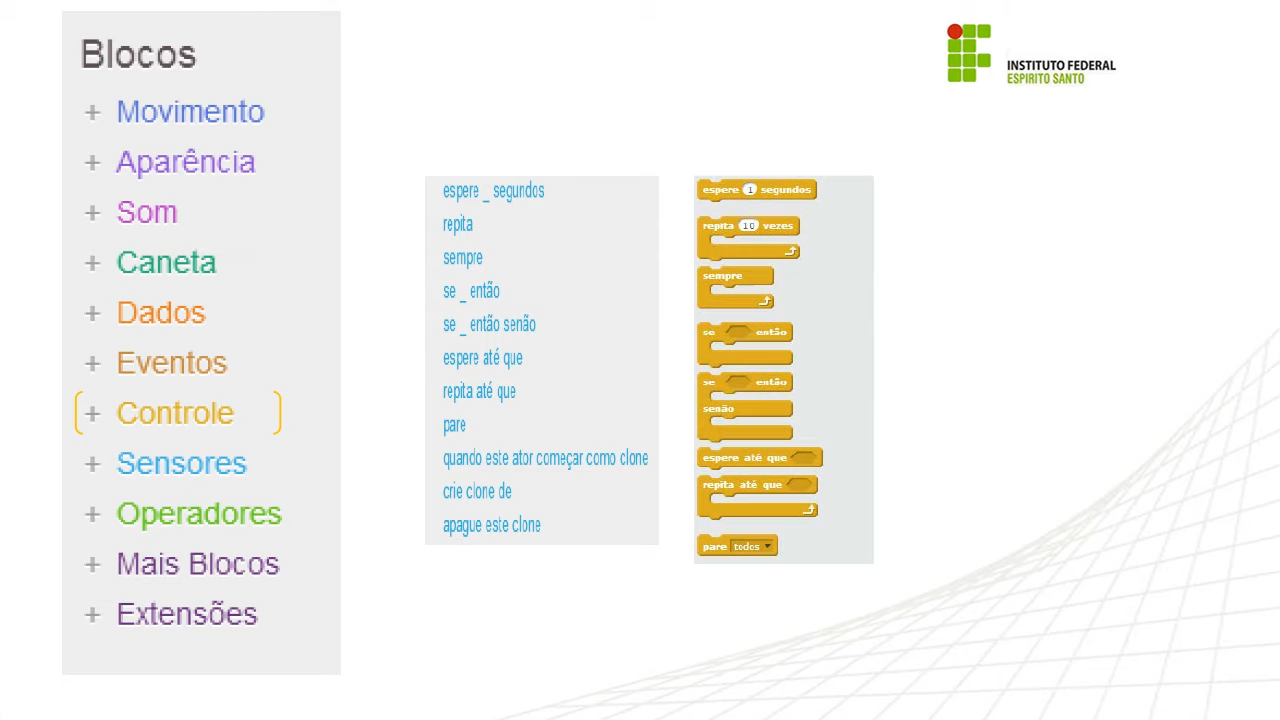 Blocos
+ Movimento
+ Aparência
+ Som
+ Caneta
+ Dados
+ Eventos
+ Controle
+ Sensores
+ Operadores
+ Mais Blocos
+ Extensões
espere _ segundos
repita
sempre
se _ então
se _ então senão
espere até que
repita até que
pare
quando este ator começar como clone
crie clone de
apague este clone
espere 1 segundos
repita 10 vezes
sempre
se então
se então
senão
espere até que
repita até que
pare todos
INSTITUTO FEDERAL
ESPIRITO SANTO